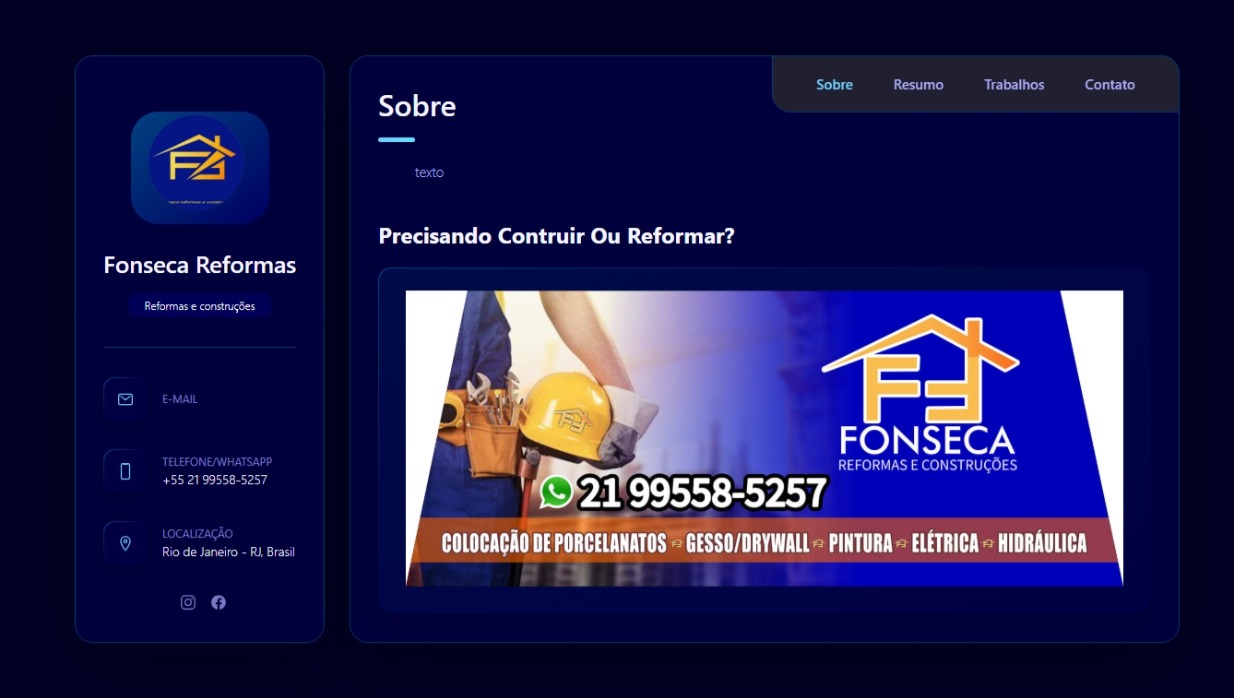 Fonseca Reformas
Reformas e construções
E-MAIL
TELEFONE/WHATSAPP
+55 21 99558-5257
LOCALIZAÇÃO
Rio de Janeiro - RJ, Brasil
Sobre Resumo Trabalhos Contato
Sobre
texto
Precisando Contruir Ou Reformar?
FONSECA
REFORMAS E CONSTRUÇÕES
21 99558-5257
COLOCAÇÃO DE PORCELANATOS GESSO/DRYWALL PINTURA ELÉTRICA HIDRÁULICA